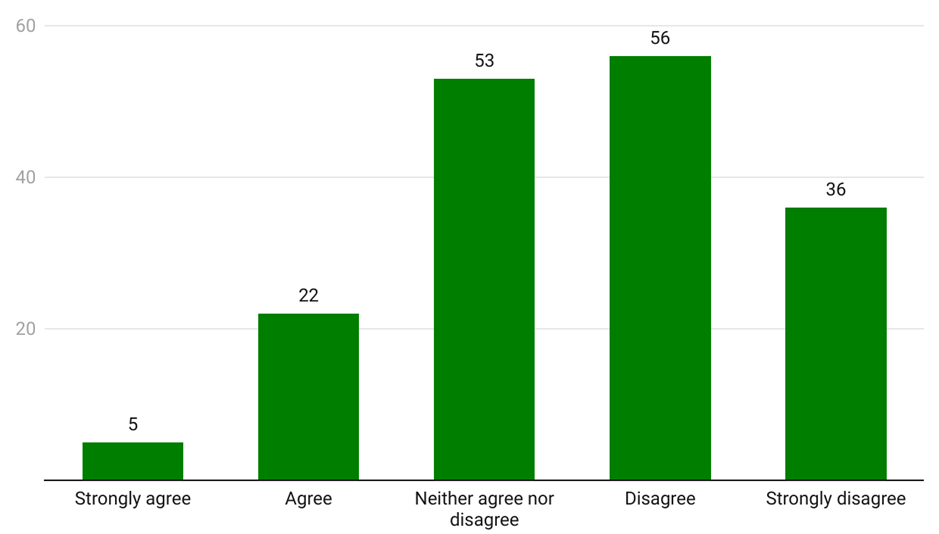 60
56
53
40
36
22
20
5
Strongly agree
Agree
Neither agree nor
disagree
Disagree
Strongly disagree